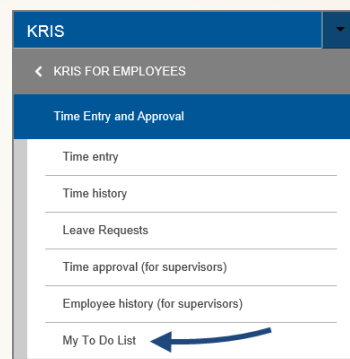 KRIS
KRIS FOR EMPLOYEES
Time Entry and Approval
Time entry
Time history
Leave Requests
Time approval (for supervisors)
Employee history (for supervisors)
My To Do List